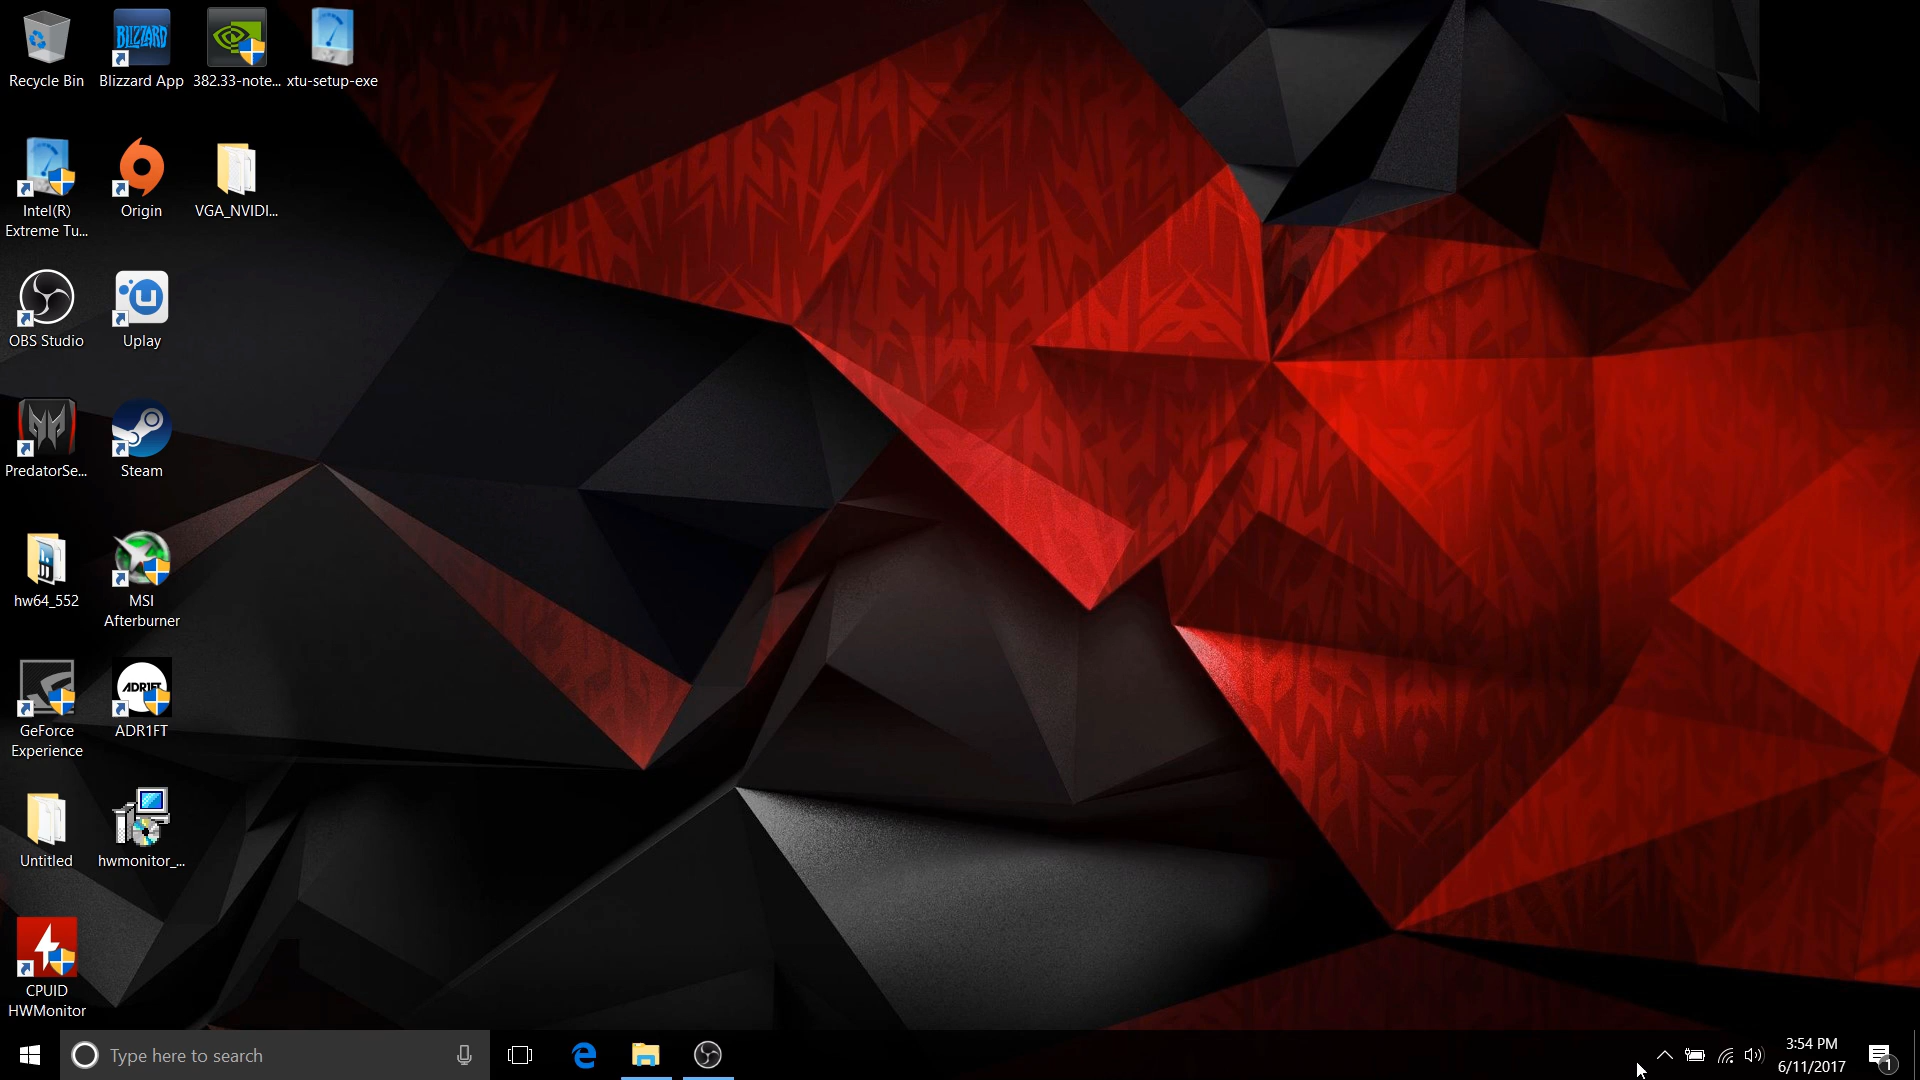 Recycle Bin
BLIZZARD
Blizzard App
382.33-note...
xtu-setup-exe
Intel(R)
Extreme Tu...
Origin
VGA_NVIDI...
OBS Studio
Uplay
PredatorSe...
Steam
hw64_552
MSI
Afterburner
GeForce
Experience
ADR1FT
ADR1FT
Untitled
hwmonitor_...
CPUID
HWMonitor
Type here to search
3:54 PM
6/11/2017
1